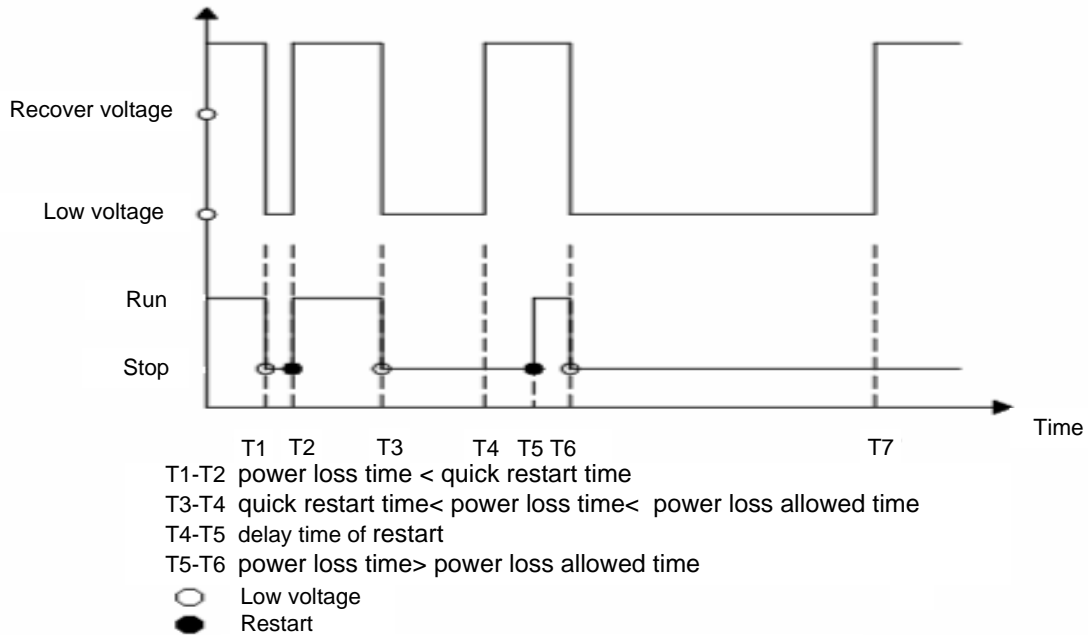 Recover voltage
Low voltage
Run
Stop
Time
T1 T2 T3 T4 T5 T6 T7
T1-T2 power loss time < quick restart time
T3-T4 quick restart time< power loss time< power loss allowed time
T4-T5 delay time of restart
T5-T6 power loss time> power loss allowed time
Low voltage
Restart